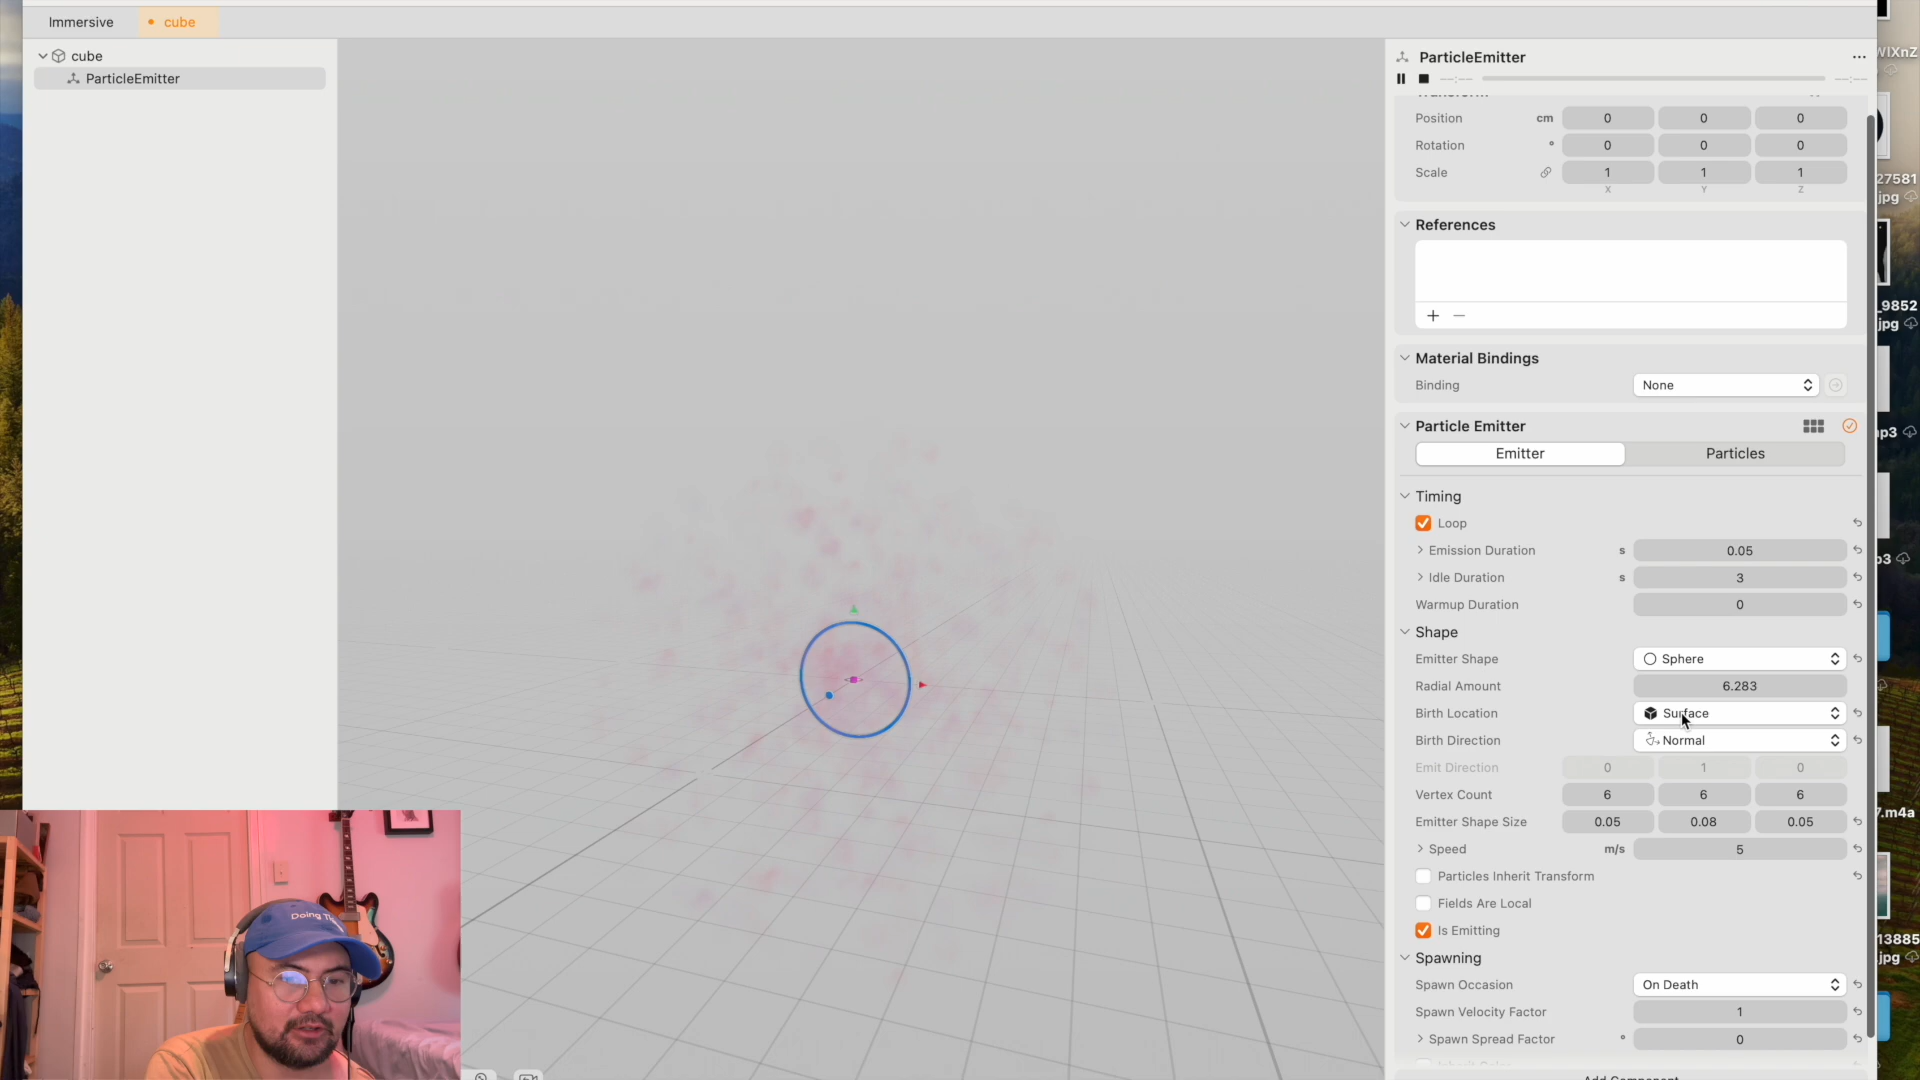 Immersive
cube
cube
ParticleEmitter
ParticleEmitter
--:--
--:--
Position cm 0 0 0
Rotation ° 0 0 0
Scale 1 1 1
X Y Z
References
Material Bindings
Binding None
Particle Emitter
Emitter Particles
Timing
Loop
Emission Duration s 0.05
Idle Duration s 3
Warmup Duration 0
Shape
Emitter Shape Sphere
Radial Amount 6.283
Birth Location Surface
Birth Direction Normal
Emit Direction 0 1 0
Vertex Count 6 6 6
Emitter Shape Size 0.05 0.08 0.05
Speed m/s 5
Particles Inherit Transform
Fields Are Local
Is Emitting
Spawning
Spawn Occasion On Death
Spawn Velocity Factor 1
Spawn Spread Factor ° 0
WIXnZ
27581
jpg
_9852
jpg
p3
p3
7.m4a
13885
jpg
Doing